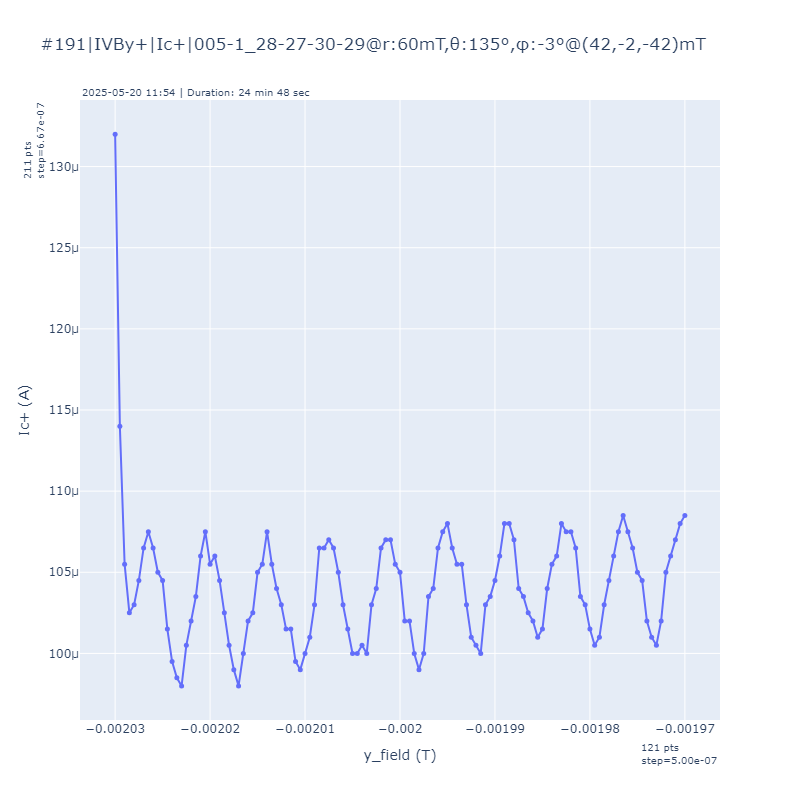 #191|IVBy+|Ic+|005-1_28-27-30-29@r:60mT,θ:135°,φ:-3°@(42,-2,-42)mT
2025-05-20 11:54 | Duration: 24 min 48 sec
211 pts
step=6.67e-07
130μ
125μ
120μ
115μ
110μ
105μ
100μ
Ic+ (A)
−0.00203
−0.00202
−0.00201
−0.002
−0.00199
−0.00198
−0.00197
y_field (T)
121 pts
step=5.00e-07